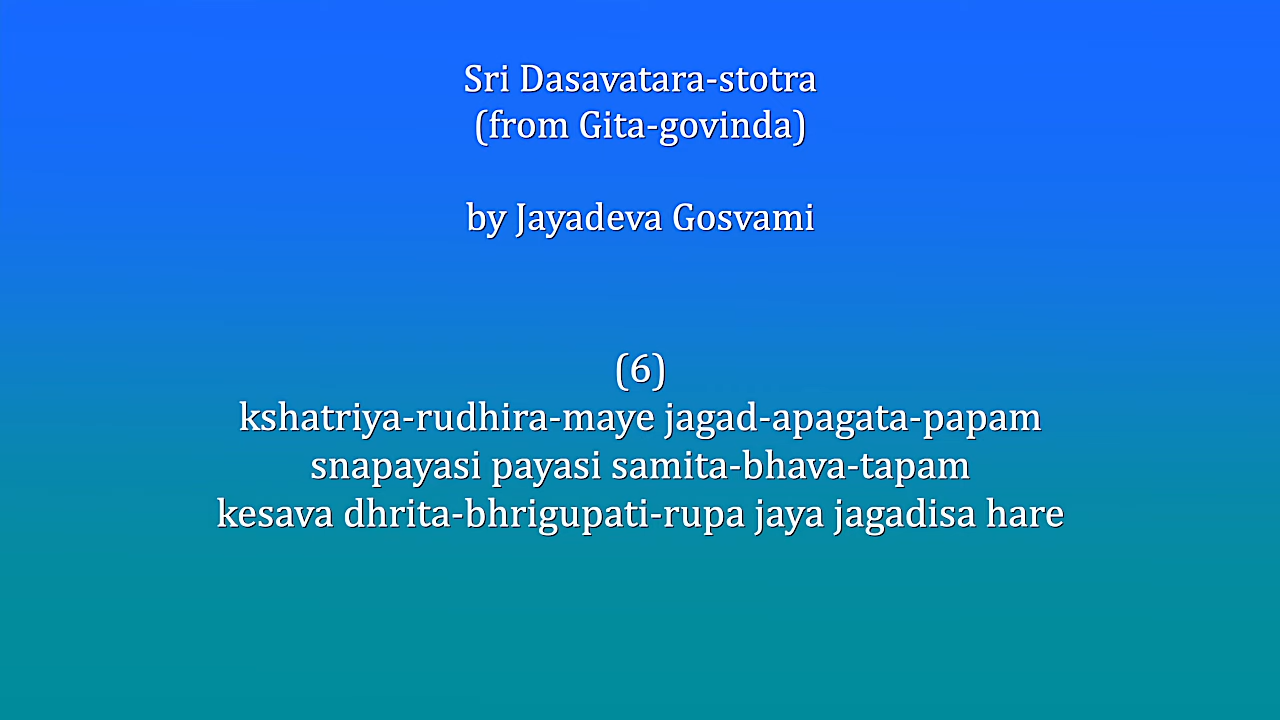 Sri Dasavatara-stotra
(from Gita-govinda)
by Jayadeva Gosvami
(6)
kshatriya-rudhira-maye jagad-apagata-papam
snapayasi payasi samita-bhava-tapam
kesava dhrita-bhrigupati-rupa jaya jagadisa hare